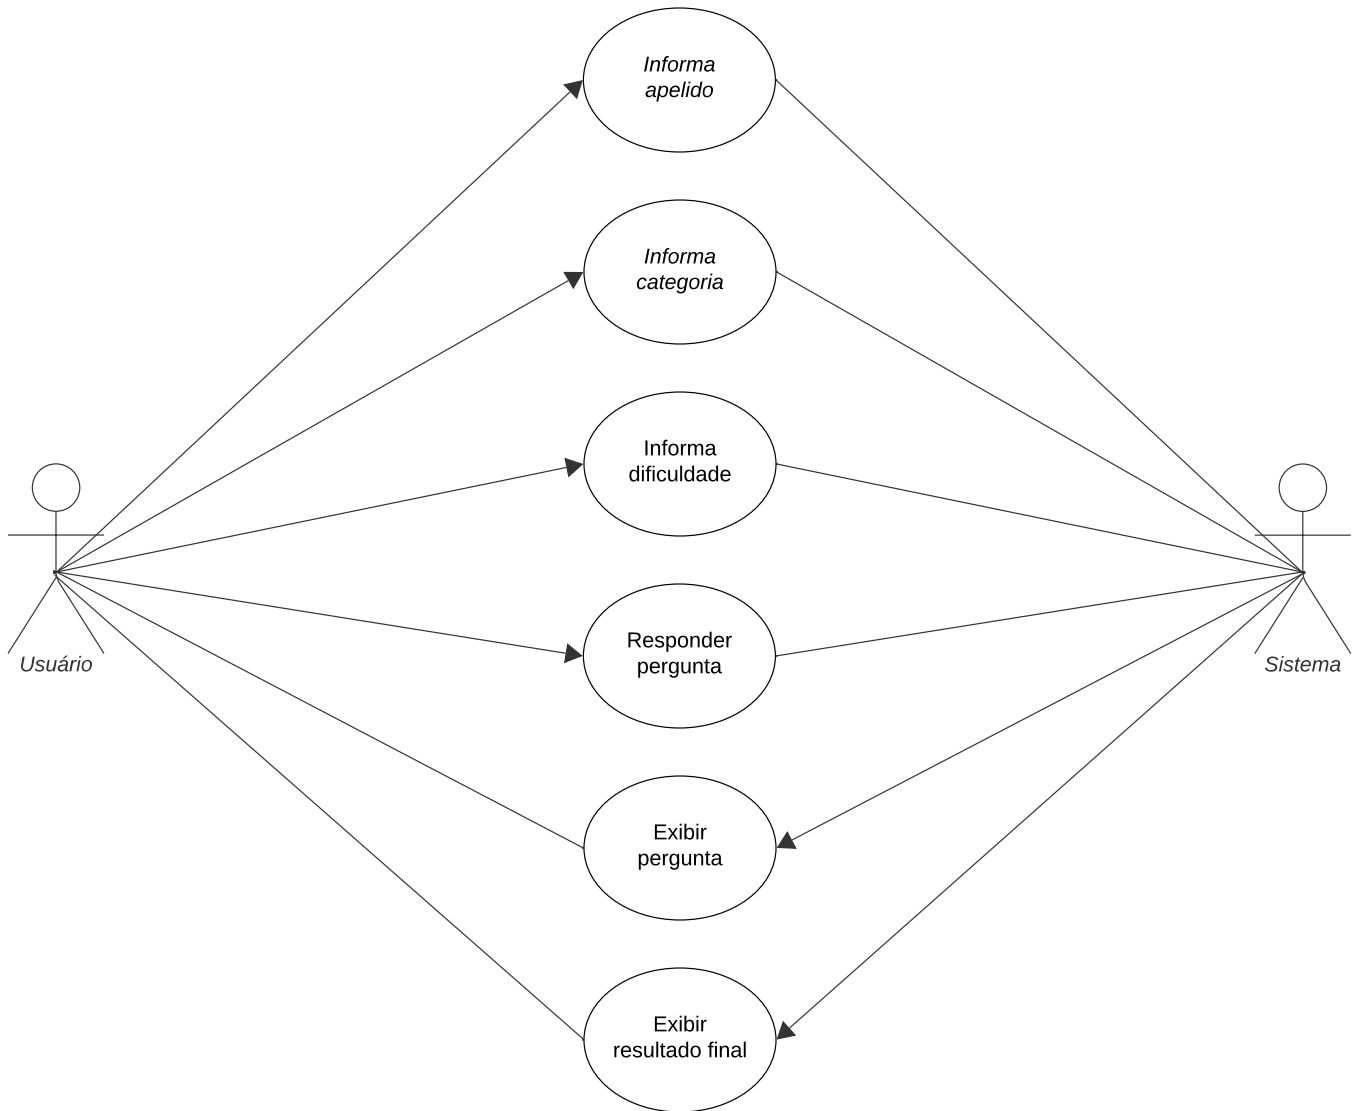 Informa
apelido
Informa
categoria
Informa
dificuldade
Usuário
Sistema
Responder
pergunta
Exibir
pergunta
Exibir
resultado final